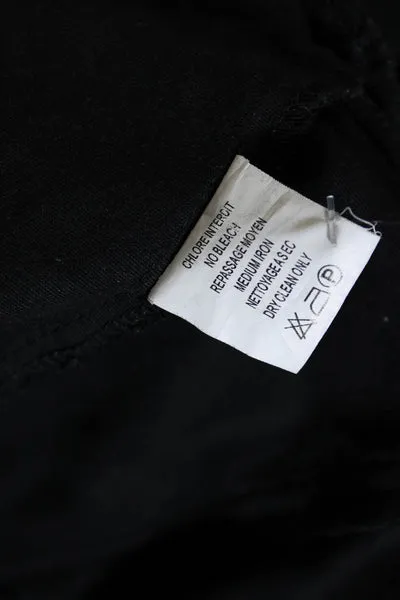 CHLORE INTERDIT
NO BLEACH
REPASSAGE MOYEN
MEDIUM IRON
NETTOYAGE A SEC
DRY CLEAN ONLY
P